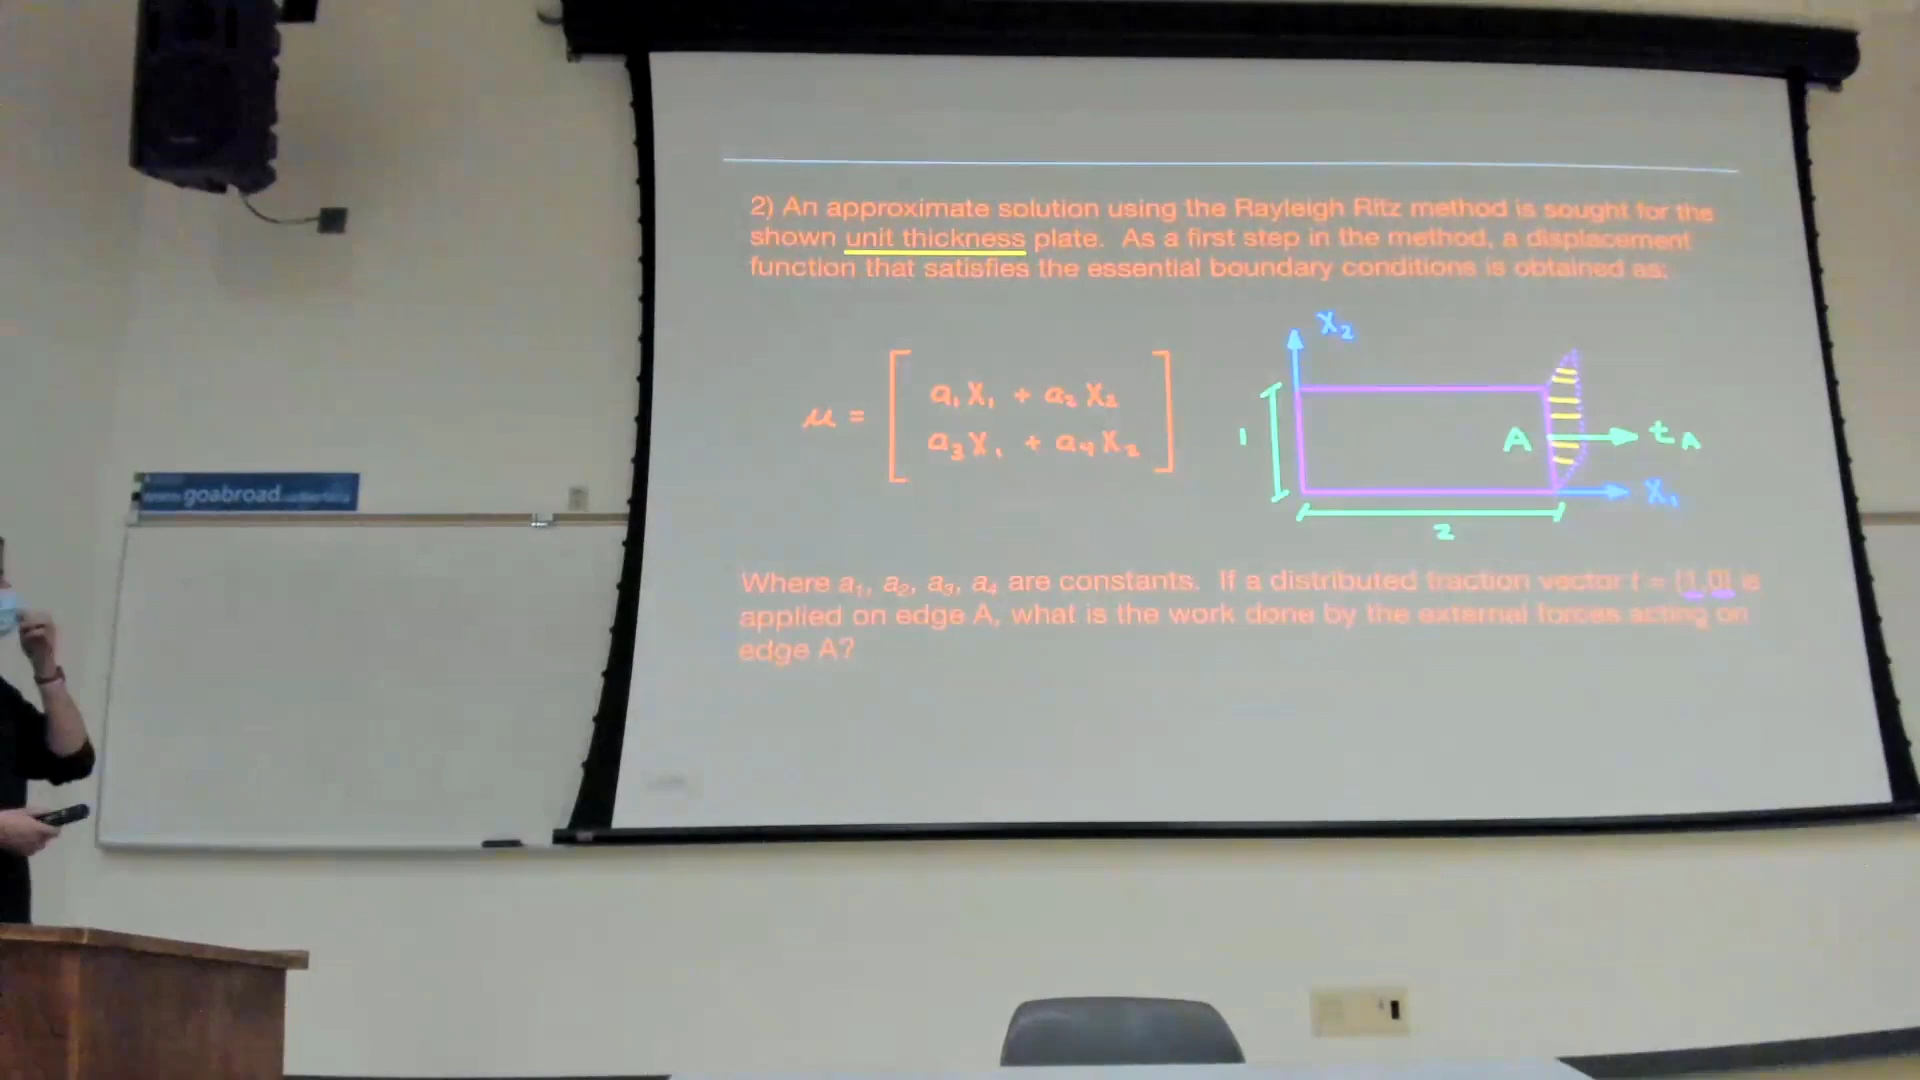 2) An approximate solution using the Rayleigh Ritz method is sought for the
shown unit thickness plate. As a first step in the method, a displacement
function that satisfies the essential boundary conditions is obtained as:
X₂
u = [ a₁X₁ + a₂X₂
a₃X₁ + a₄X₂ ]
1
A
t A
X₁
2
Where a₁, a₂, a₃, a₄ are constants. If a distributed traction vector t = {1,0} is
applied on edge A, what is the work done by the external forces acting on
edge A?
goabroad